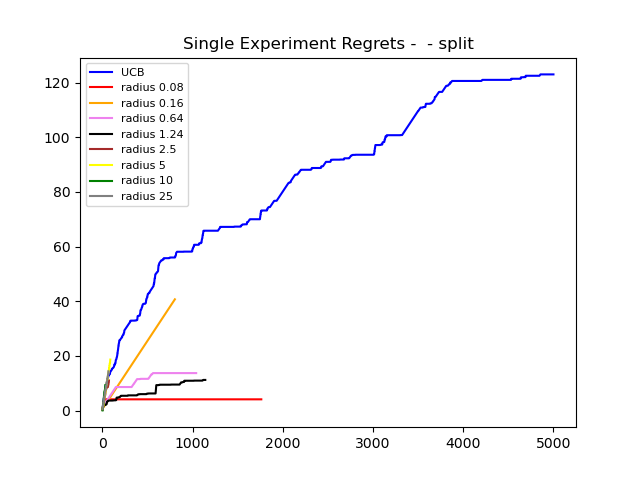 Single Experiment Regrets -  - split
UCB
radius 0.08
radius 0.16
radius 0.64
radius 1.24
radius 2.5
radius 5
radius 10
radius 25
120
100
80
60
40
20
0
0 1000 2000 3000 4000 5000